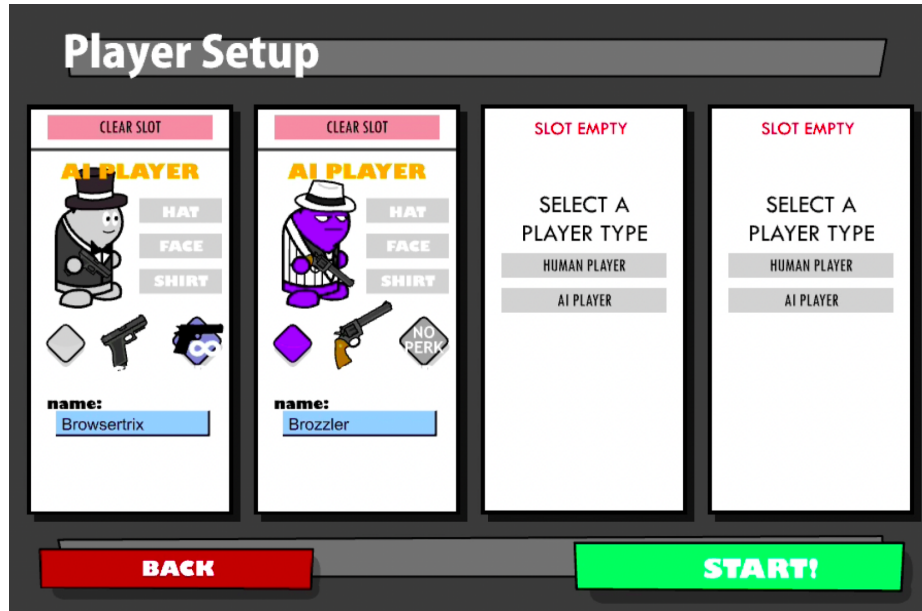 Player Setup
CLEAR SLOT
AI PLAYER
HAT
FACE
SHIRT
name:
Browsertrix
CLEAR SLOT
AI PLAYER
HAT
FACE
SHIRT
NO
PERK
name:
Brozzler
SLOT EMPTY
SELECT A
PLAYER TYPE
HUMAN PLAYER
AI PLAYER
SLOT EMPTY
SELECT A
PLAYER TYPE
HUMAN PLAYER
AI PLAYER
BACK
START!